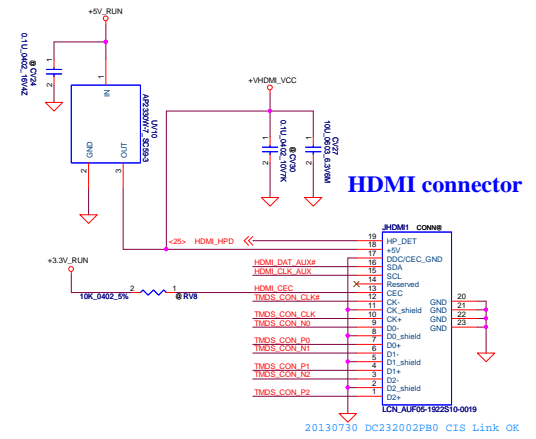 +5V_RUN
0.1U_0402_16V4Z
@ CV24
1
2
1
IN
UV10
AP2330W-7_SC59-3
GND
OUT
2
3
+VHDMI_VCC
1
2
0.1U_0402_10V7K
@ CV30
1
2
10U_0603_6.3V6M
CV27
HDMI connector
JHDMI1 CONN@
<25> HDMI_HPD
19 HP_DET
18 +5V
17 DDC/CEC_GND
HDMI_DAT_AUX# 16 SDA
HDMI_CLK_AUX 15 SCL
14 Reserved
+3.3V_RUN
2 1
10K_0402_5% @ RV8
HDMI_CEC 13 CEC
TMDS_CON_CLK# 12 CK-
11 CK_shield
TMDS_CON_CLK 10 CK+
TMDS_CON_N0 9 D0-
8 D0_shield
TMDS_CON_P0 7 D0+
TMDS_CON_N1 6 D1-
5 D1_shield
TMDS_CON_P1 4 D1+
TMDS_CON_N2 3 D2-
2 D2_shield
TMDS_CON_P2 1 D2+
GND 20
GND 21
GND 22
GND 23
LCN_AUF05-1922S10-0019
20130730 DC232002PB0 CIS Link OK